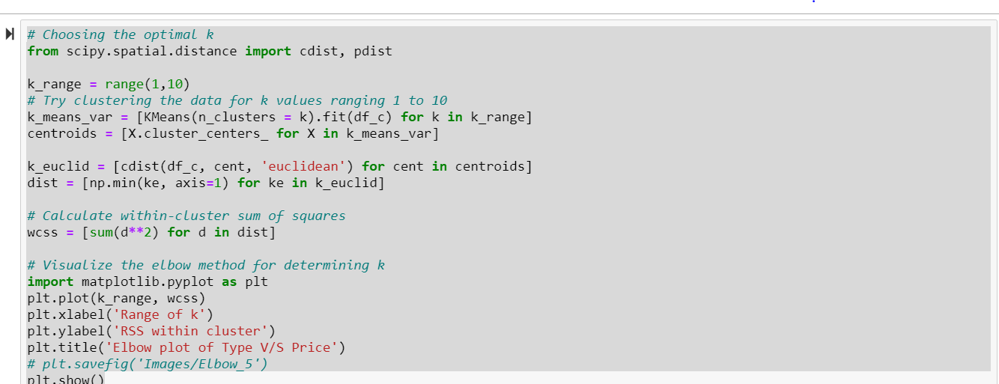 # Choosing the optimal k
from scipy.spatial.distance import cdist, pdist
k_range = range(1,10)
# Try clustering the data for k values ranging 1 to 10
k_means_var = [KMeans(n_clusters = k).fit(df_c) for k in k_range]
centroids = [X.cluster_centers_ for X in k_means_var]
k_euclid = [cdist(df_c, cent, 'euclidean') for cent in centroids]
dist = [np.min(ke, axis=1) for ke in k_euclid]
# Calculate within-cluster sum of squares
wcss = [sum(d**2) for d in dist]
# Visualize the elbow method for determining k
import matplotlib.pyplot as plt
plt.plot(k_range, wcss)
plt.xlabel('Range of k')
plt.ylabel('RSS within cluster')
plt.title('Elbow plot of Type V/S Price')
# plt.savefig('Images/Elbow_5')
plt.show()